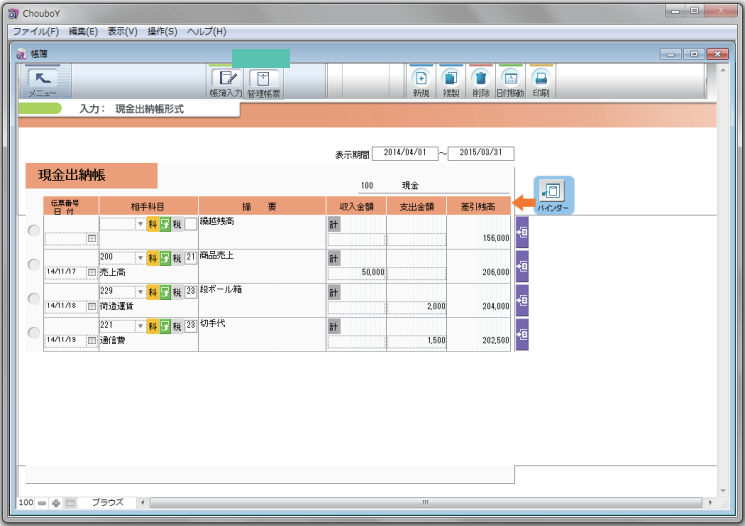 ChouboY
ファイル(F) 編集(E) 表示(V) 操作(S) ヘルプ(H)
帳簿
メニュー 帳簿入力 管理帳票 新規 複製 削除 日付移動 印刷
入力： 現金出納帳形式
表示期間 2014/04/01 ～ 2015/03/31
現金出納帳
100 現金
バインダー
伝票番号
日 付
相手科目 摘 要 収入金額 支出金額 差引残高
科 税 繰越残高 計
156,000
200 科 税 21 商品売上 計
14/11/17 売上高 50,000 206,000
229 科 税 23 段ボール箱 計
14/11/18 荷造運賃 2,000 204,000
221 科 税 23 切手代 計
14/11/19 通信費 1,500 202,500
100 ブラウズ